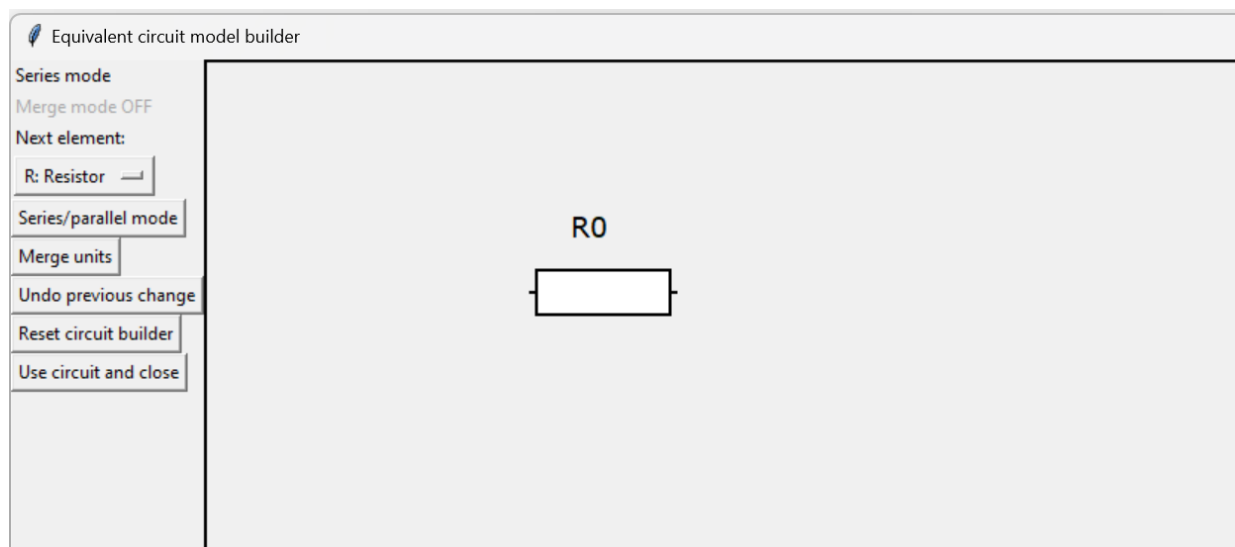 Equivalent circuit model builder
Series mode
Merge mode OFF
Next element:
R: Resistor
Series/parallel mode
Merge units
Undo previous change
Reset circuit builder
Use circuit and close
R0